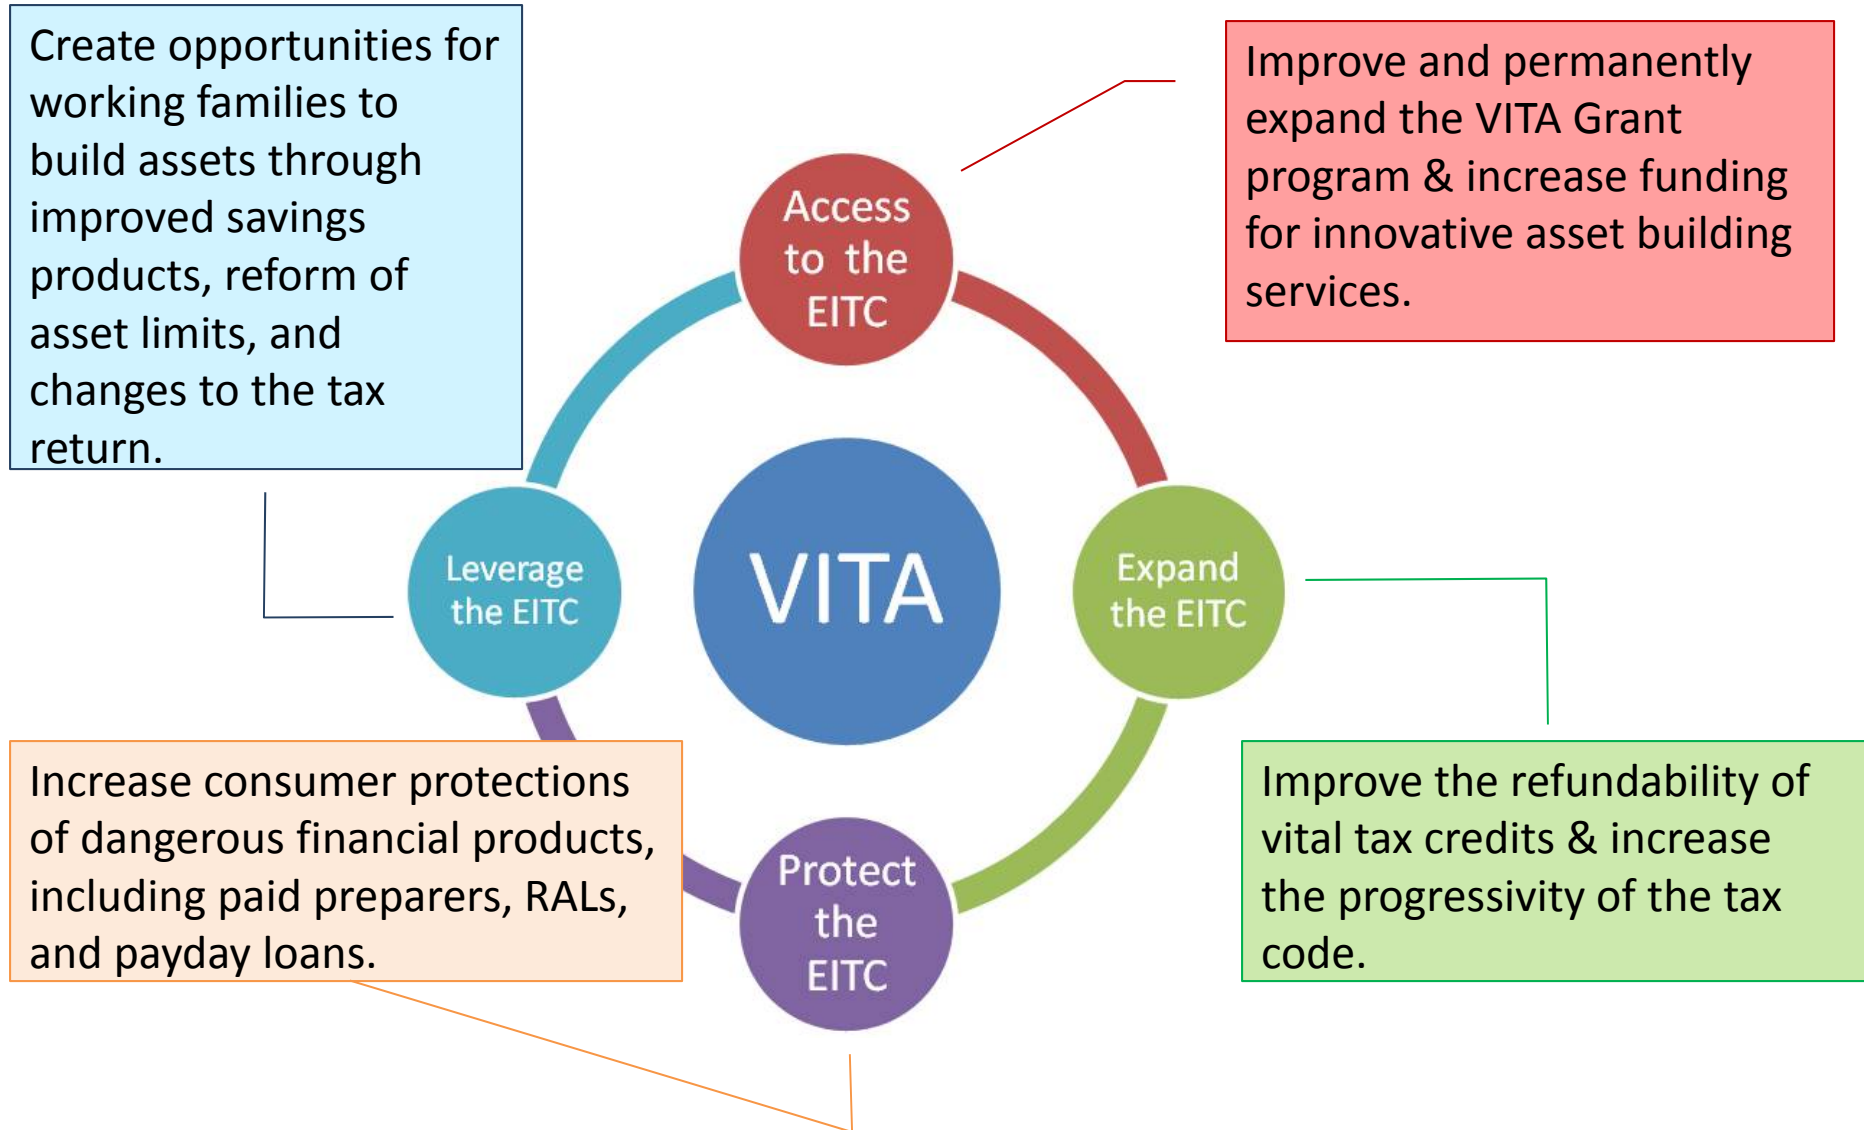 Create opportunities for
working families to
build assets through
improved savings
products, reform of
asset limits, and
changes to the tax
return.
Improve and permanently
expand the VITA Grant
program & increase funding
for innovative asset building
services.
Access
to the
EITC
Leverage
the EITC
VITA
Expand
the EITC
Increase consumer protections
of dangerous financial products,
including paid preparers, RALs,
and payday loans.
Protect
the
EITC
Improve the refundability of
vital tax credits & increase
the progressivity of the tax
code.